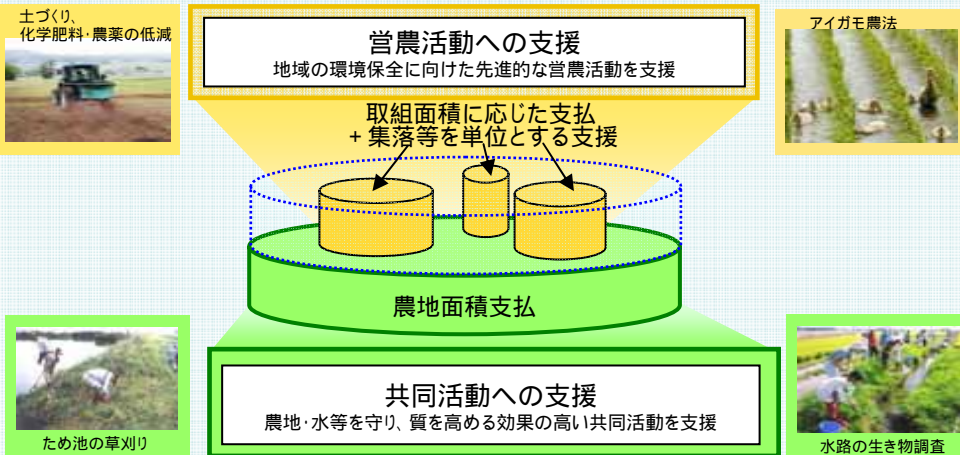 土づくり、
化学肥料・農薬の低減
営農活動への支援
地域の環境保全に向けた先進的な営農活動を支援
アイガモ農法
取組面積に応じた支払
+ 集落等を単位とする支援
農地面積支払
共同活動への支援
農地・水等を守り、質を高める効果の高い共同活動を支援
ため池の草刈り
水路の生き物調査